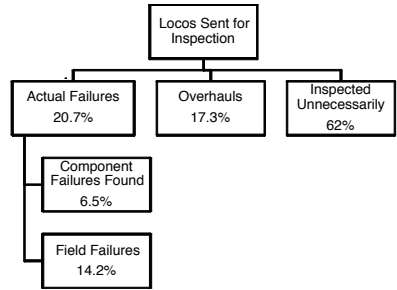 Locos Sent for
Inspection
Actual Failures
20.7%
Overhauls
17.3%
Inspected
Unnecessarily
62%
Component
Failures Found
6.5%
Field Failures
14.2%